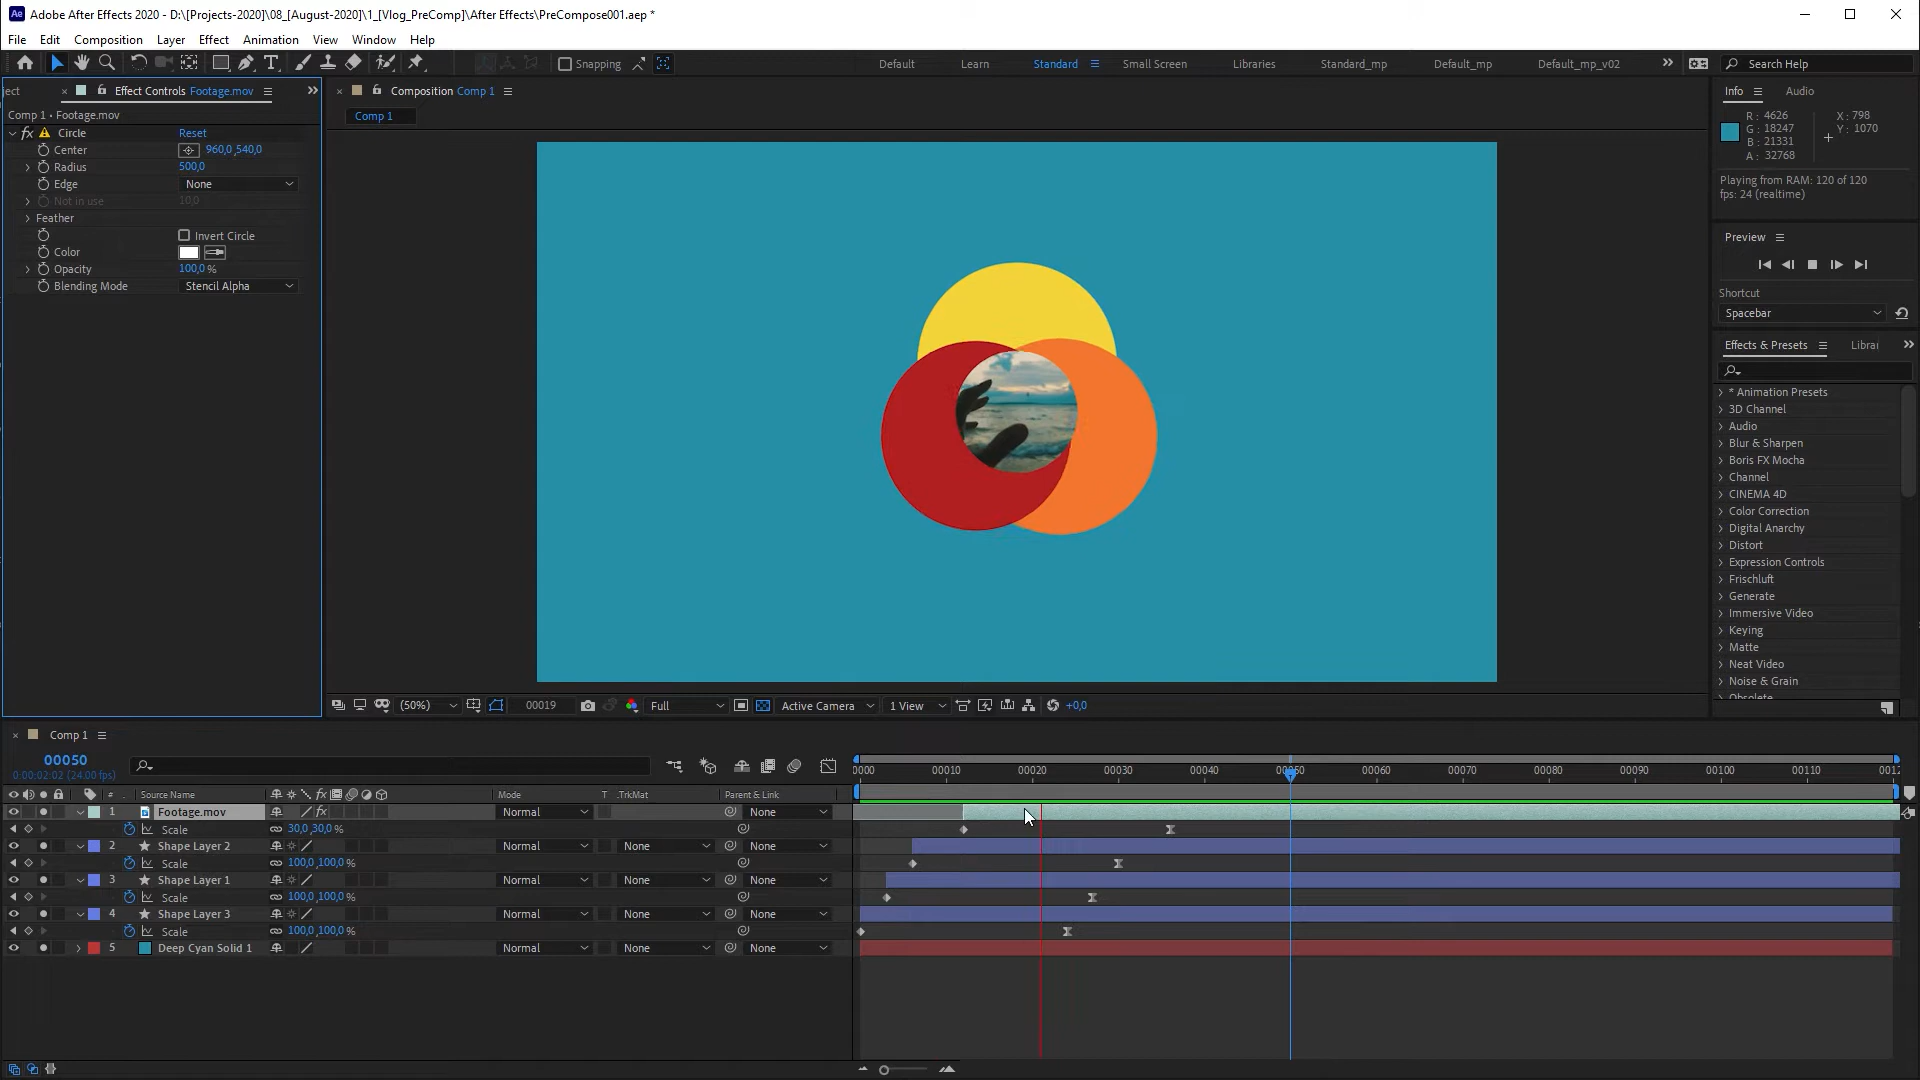 Adobe After Effects 2020 - D:\[Projects-2020]\08_[August-2020]\1_[Vlog_PreComp]\After Effects\PreCompose001.aep *
File Edit Composition Layer Effect Animation View Window Help
Snapping Default Learn Standard Small Screen Libraries Standard_mp Default_mp Default_mp_v02 Search Help
ject Effect Controls Footage.mov
Comp 1 • Footage.mov
fx Circle Reset
Center 960,0 ,540,0
Radius 500,0
Edge None
Not in use 10,0
Feather
Invert Circle
Color
Opacity 100,0 %
Blending Mode Stencil Alpha
Composition Comp 1
Comp 1
(50%) 00019 Full Active Camera 1 View +0,0
Info Audio
R : 4626 X : 798
G : 18247 Y : 1070
B : 21331
A : 32768
Playing from RAM: 120 of 120
fps: 24 (realtime)
Preview
Shortcut
Spacebar
Effects & Presets Librar
* Animation Presets
3D Channel
Audio
Blur & Sharpen
Boris FX Mocha
Channel
CINEMA 4D
Color Correction
Digital Anarchy
Distort
Expression Controls
Frischluft
Generate
Immersive Video
Keying
Matte
Neat Video
Noise & Grain
Obsolete
Comp 1
00050
0:00:02:02 (24.00 fps)
0000 00010 00020 00030 00040 00050 00060 00070 00080 00090 00100 00110 0012
# Source Name fx Mode T .TrkMat Parent & Link
1 Footage.mov fx Normal None
Scale 30,0 ,30,0 %
2 Shape Layer 2 Normal None None
Scale 100,0 ,100,0 %
3 Shape Layer 1 Normal None None
Scale 100,0 ,100,0 %
4 Shape Layer 3 Normal None None
Scale 100,0 ,100,0 %
5 Deep Cyan Solid 1 Normal None None